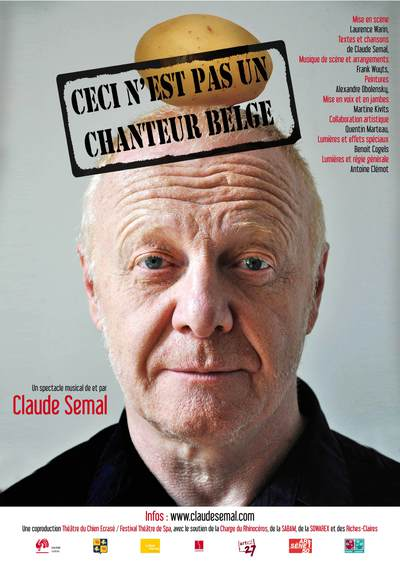 Mise en scène
Laurence Warin,
Textes et chansons
de Claude Semal,
Musique de scène et arrangements
Frank Wuyts,
Peintures
Alexandre Obolensky,
Mise en voix et en jambes
Martine Kivits
Collaboration artistique
Quentin Marteau,
Lumières et effets spéciaux
Benoit Cogels
Lumières et régie générale
Antoine Clémot
CECI N'EST PAS UN
CHANTEUR BELGE
Un spectacle musical de et par
Claude Semal
Infos : www.claudesemal.com
Une coproduction Théâtre du Chien Ecrasé / Festival Théâtre de Spa, avec le soutien de la Charge du Rhinocéros, de la SABAM, de la SOWAREX et des Riches-Claires